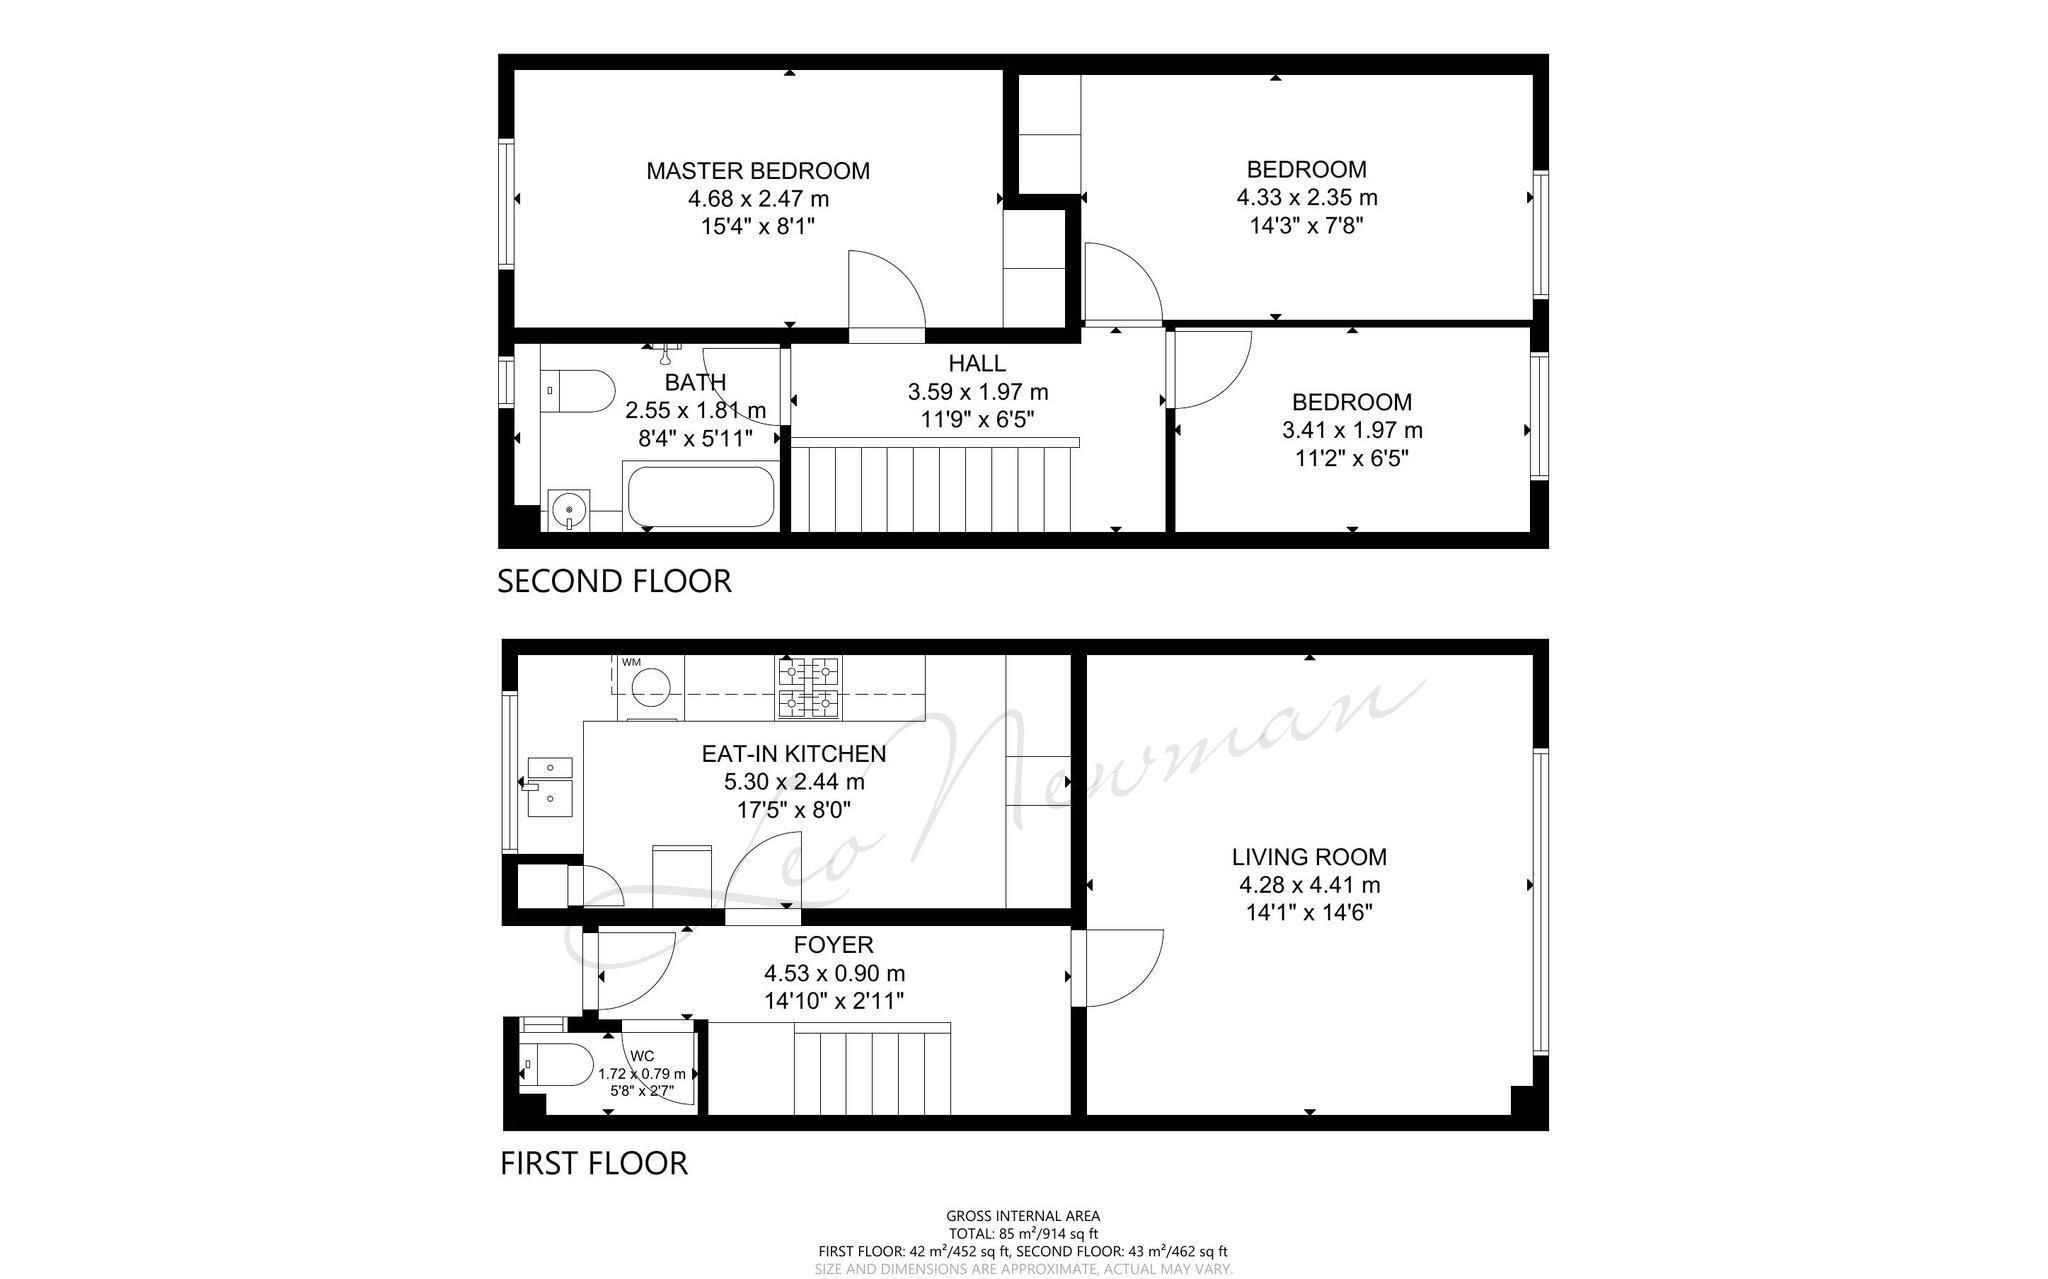 MASTER BEDROOM
4.68 x 2.47 m
15'4" x 8'1"
BEDROOM
4.33 x 2.35 m
14'3" x 7'8"
BATH
2.55 x 1.81 m
8'4" x 5'11"
HALL
3.59 x 1.97 m
11'9" x 6'5"
BEDROOM
3.41 x 1.97 m
11'2" x 6'5"
SECOND FLOOR
WM
EAT-IN KITCHEN
5.30 x 2.44 m
17'5" x 8'0"
Leo Newman
LIVING ROOM
4.28 x 4.41 m
14'1" x 14'6"
FOYER
4.53 x 0.90 m
14'10" x 2'11"
WC
1.72 x 0.79 m
5'8" x 2'7"
FIRST FLOOR
GROSS INTERNAL AREA
TOTAL: 85 m²/914 sq ft
FIRST FLOOR: 42 m²/452 sq ft, SECOND FLOOR: 43 m²/462 sq ft
SIZE AND DIMENSIONS ARE APPROXIMATE, ACTUAL MAY VARY.